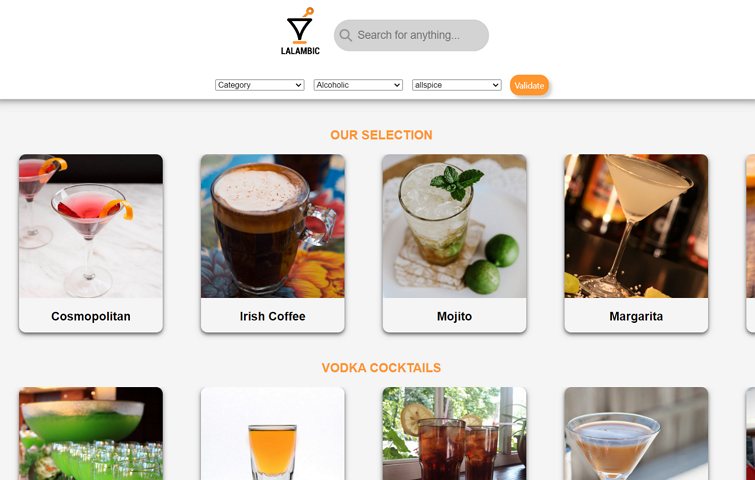 LALAMBIC
Search for anything...
Category
Alcoholic
allspice
Validate
OUR SELECTION
Cosmopolitan
Irish Coffee
Mojito
Margarita
VODKA COCKTAILS